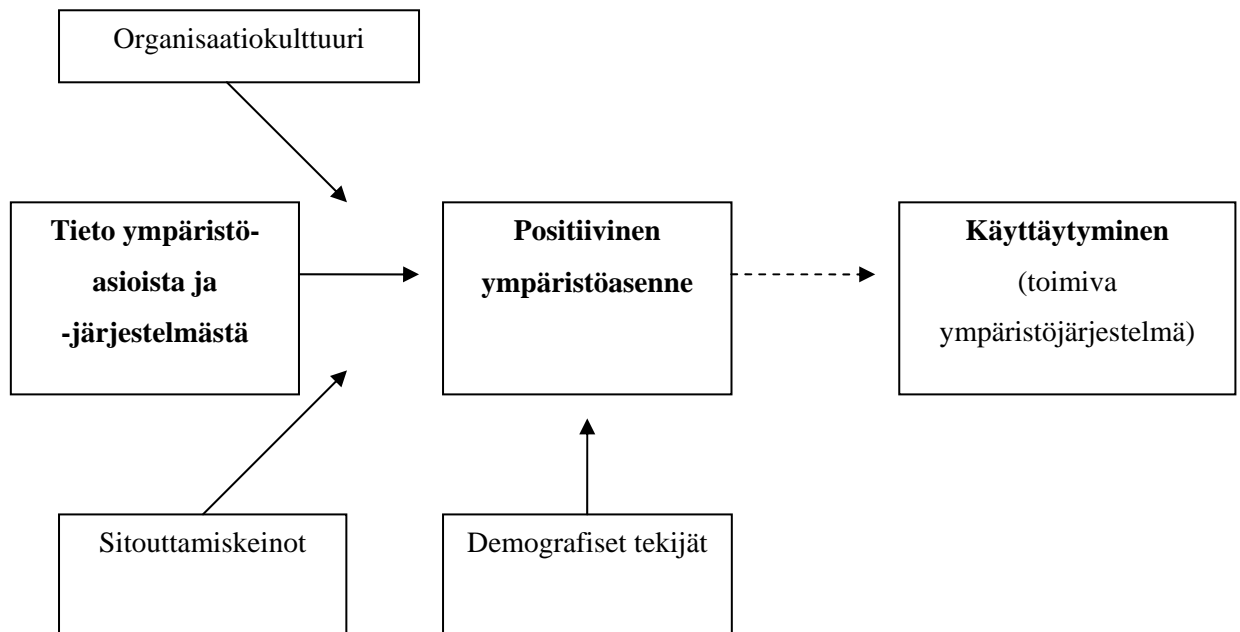 Organisaatiokulttuuri
Tieto ympäristö-
asioista ja
-järjestelmästä
Positiivinen
ympäristöasenne
Käyttäytyminen
(toimiva
ympäristöjärjestelmä)
Sitouttamiskeinot
Demografiset tekijät